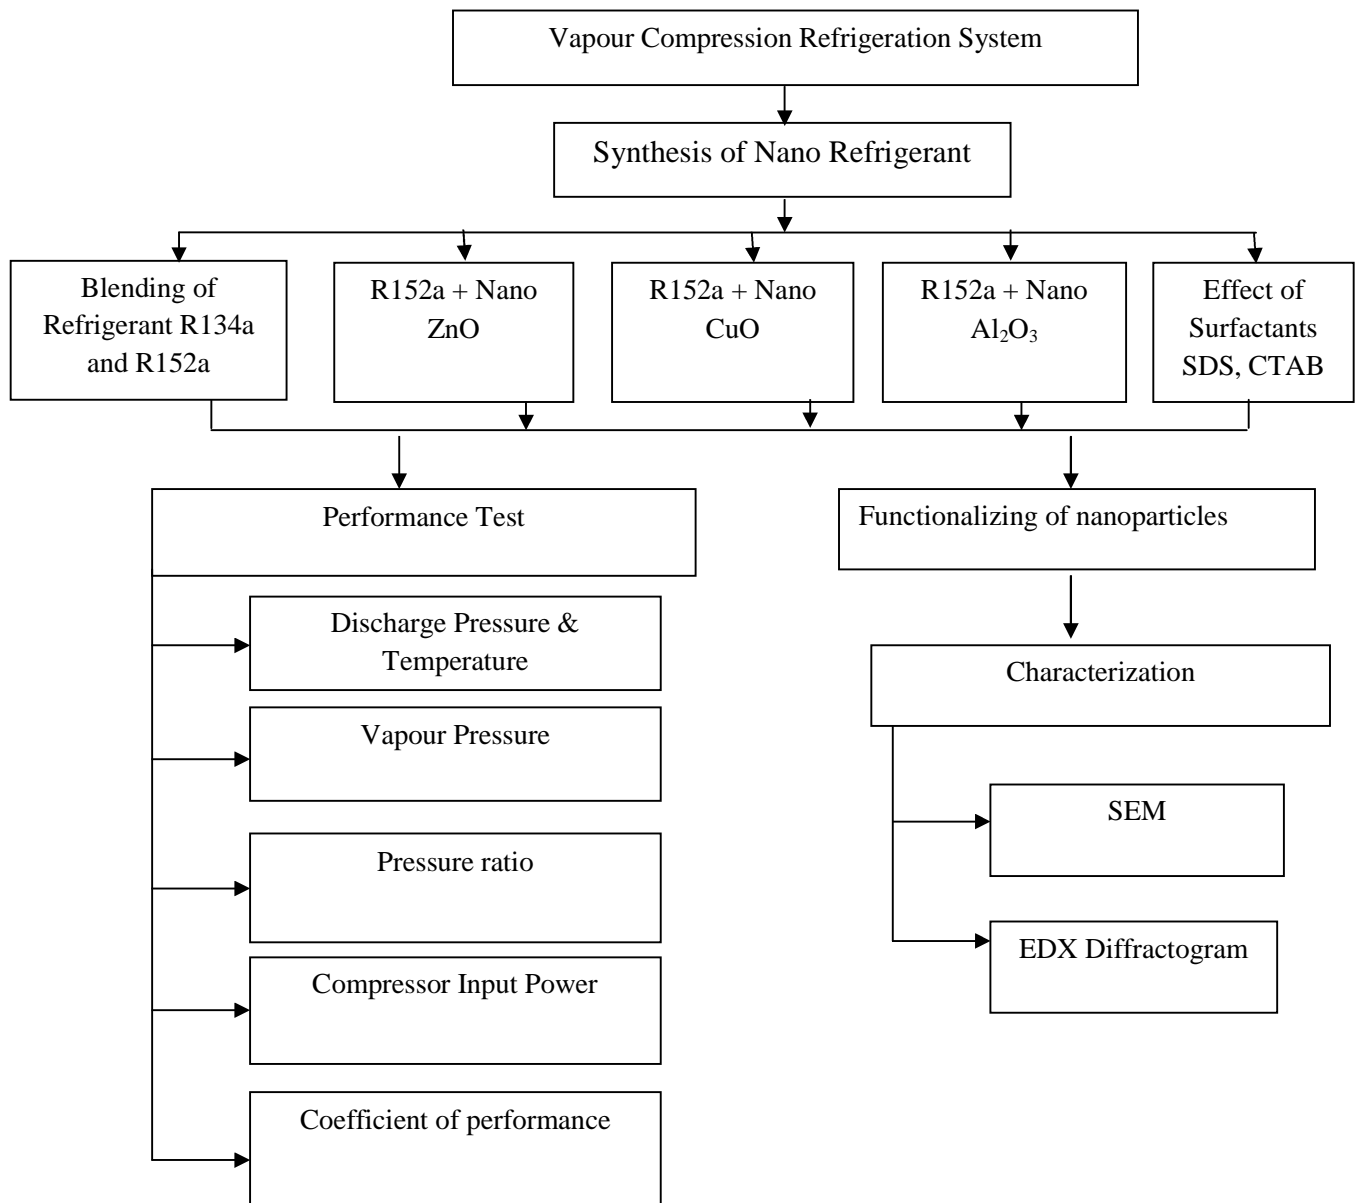 Vapour Compression Refrigeration System
Synthesis of Nano Refrigerant
Blending of
Refrigerant R134a
and R152a
R152a + Nano
ZnO
R152a + Nano
CuO
R152a + Nano
Al₂O₃
Effect of
Surfactants
SDS, CTAB
Performance Test
Functionalizing of nanoparticles
Discharge Pressure &
Temperature
Vapour Pressure
Pressure ratio
Compressor Input Power
Coefficient of performance
Characterization
SEM
EDX Diffractogram